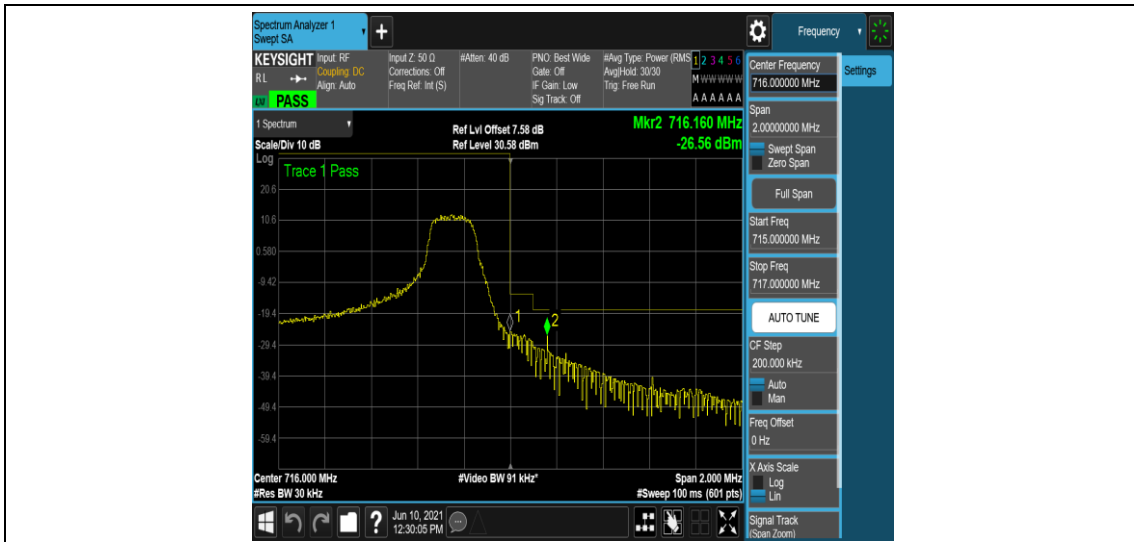 Spectrum Analyzer 1
Swept SA
Frequency
KEYSIGHT
RL
LXI
PASS
Input: RF
Coupling: DC
Align: Auto
Input Z: 50 Ω
Corrections: Off
Freq Ref: Int (S)
#Atten: 40 dB
PNO: Best Wide
Gate: Off
IF Gain: Low
Sig Track: Off
#Avg Type: Power (RMS
Avg|Hold: 30/30
Trig: Free Run
1 2 3 4 5 6
M W W W W W
A A A A A A
1 Spectrum
Scale/Div 10 dB
Ref Lvl Offset 7.58 dB
Ref Level 30.58 dBm
Mkr2 716.160 MHz
-26.56 dBm
Log
Trace 1 Pass
20.6
10.6
0.580
-9.42
-19.4
-29.4
-39.4
-49.4
-59.4
1
2
Center 716.000 MHz
#Res BW 30 kHz
#Video BW 91 kHz*
Span 2.000 MHz
#Sweep 100 ms (601 pts)
Center Frequency
716.000000 MHz
Settings
Span
2.00000000 MHz
Swept Span
Zero Span
Full Span
Start Freq
715.000000 MHz
Stop Freq
717.000000 MHz
AUTO TUNE
CF Step
200.000 kHz
Auto
Man
Freq Offset
0 Hz
X Axis Scale
Log
Lin
Signal Track
(Span Zoom)
?
Jun 10, 2021
12:30:05 PM